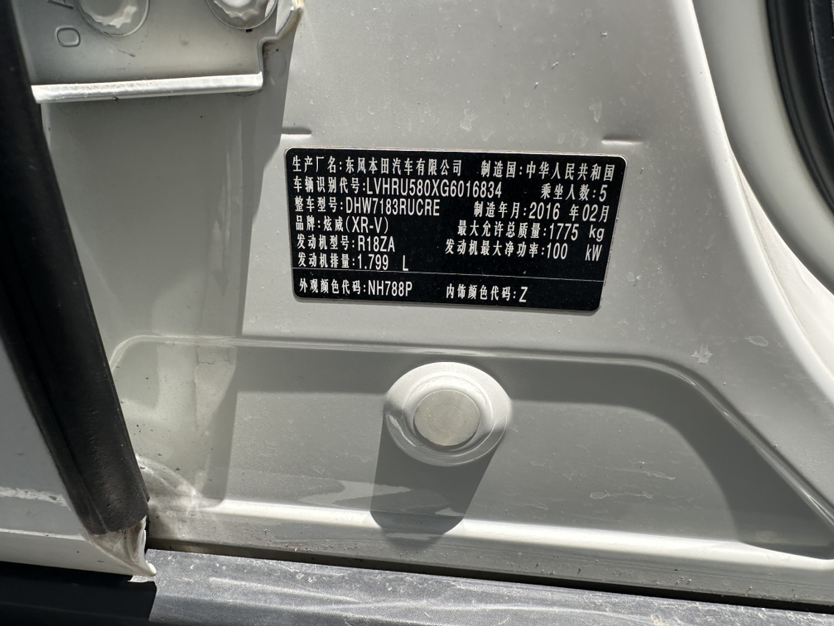 生产厂名:东风本田汽车有限公司 制造国:中华人民共和国
车辆识别代号:LVHRU580XG6016834 乘坐人数:5
整车型号:DHW7183RUCRE 制造年月:2016 年02月
品牌:炫威(XR-V) 最大允许总质量:1775 kg
发动机型号:R18ZA 发动机最大净功率:100 kW
发动机排量:1.799 L
外观颜色代码:NH788P 内饰颜色代码:Z